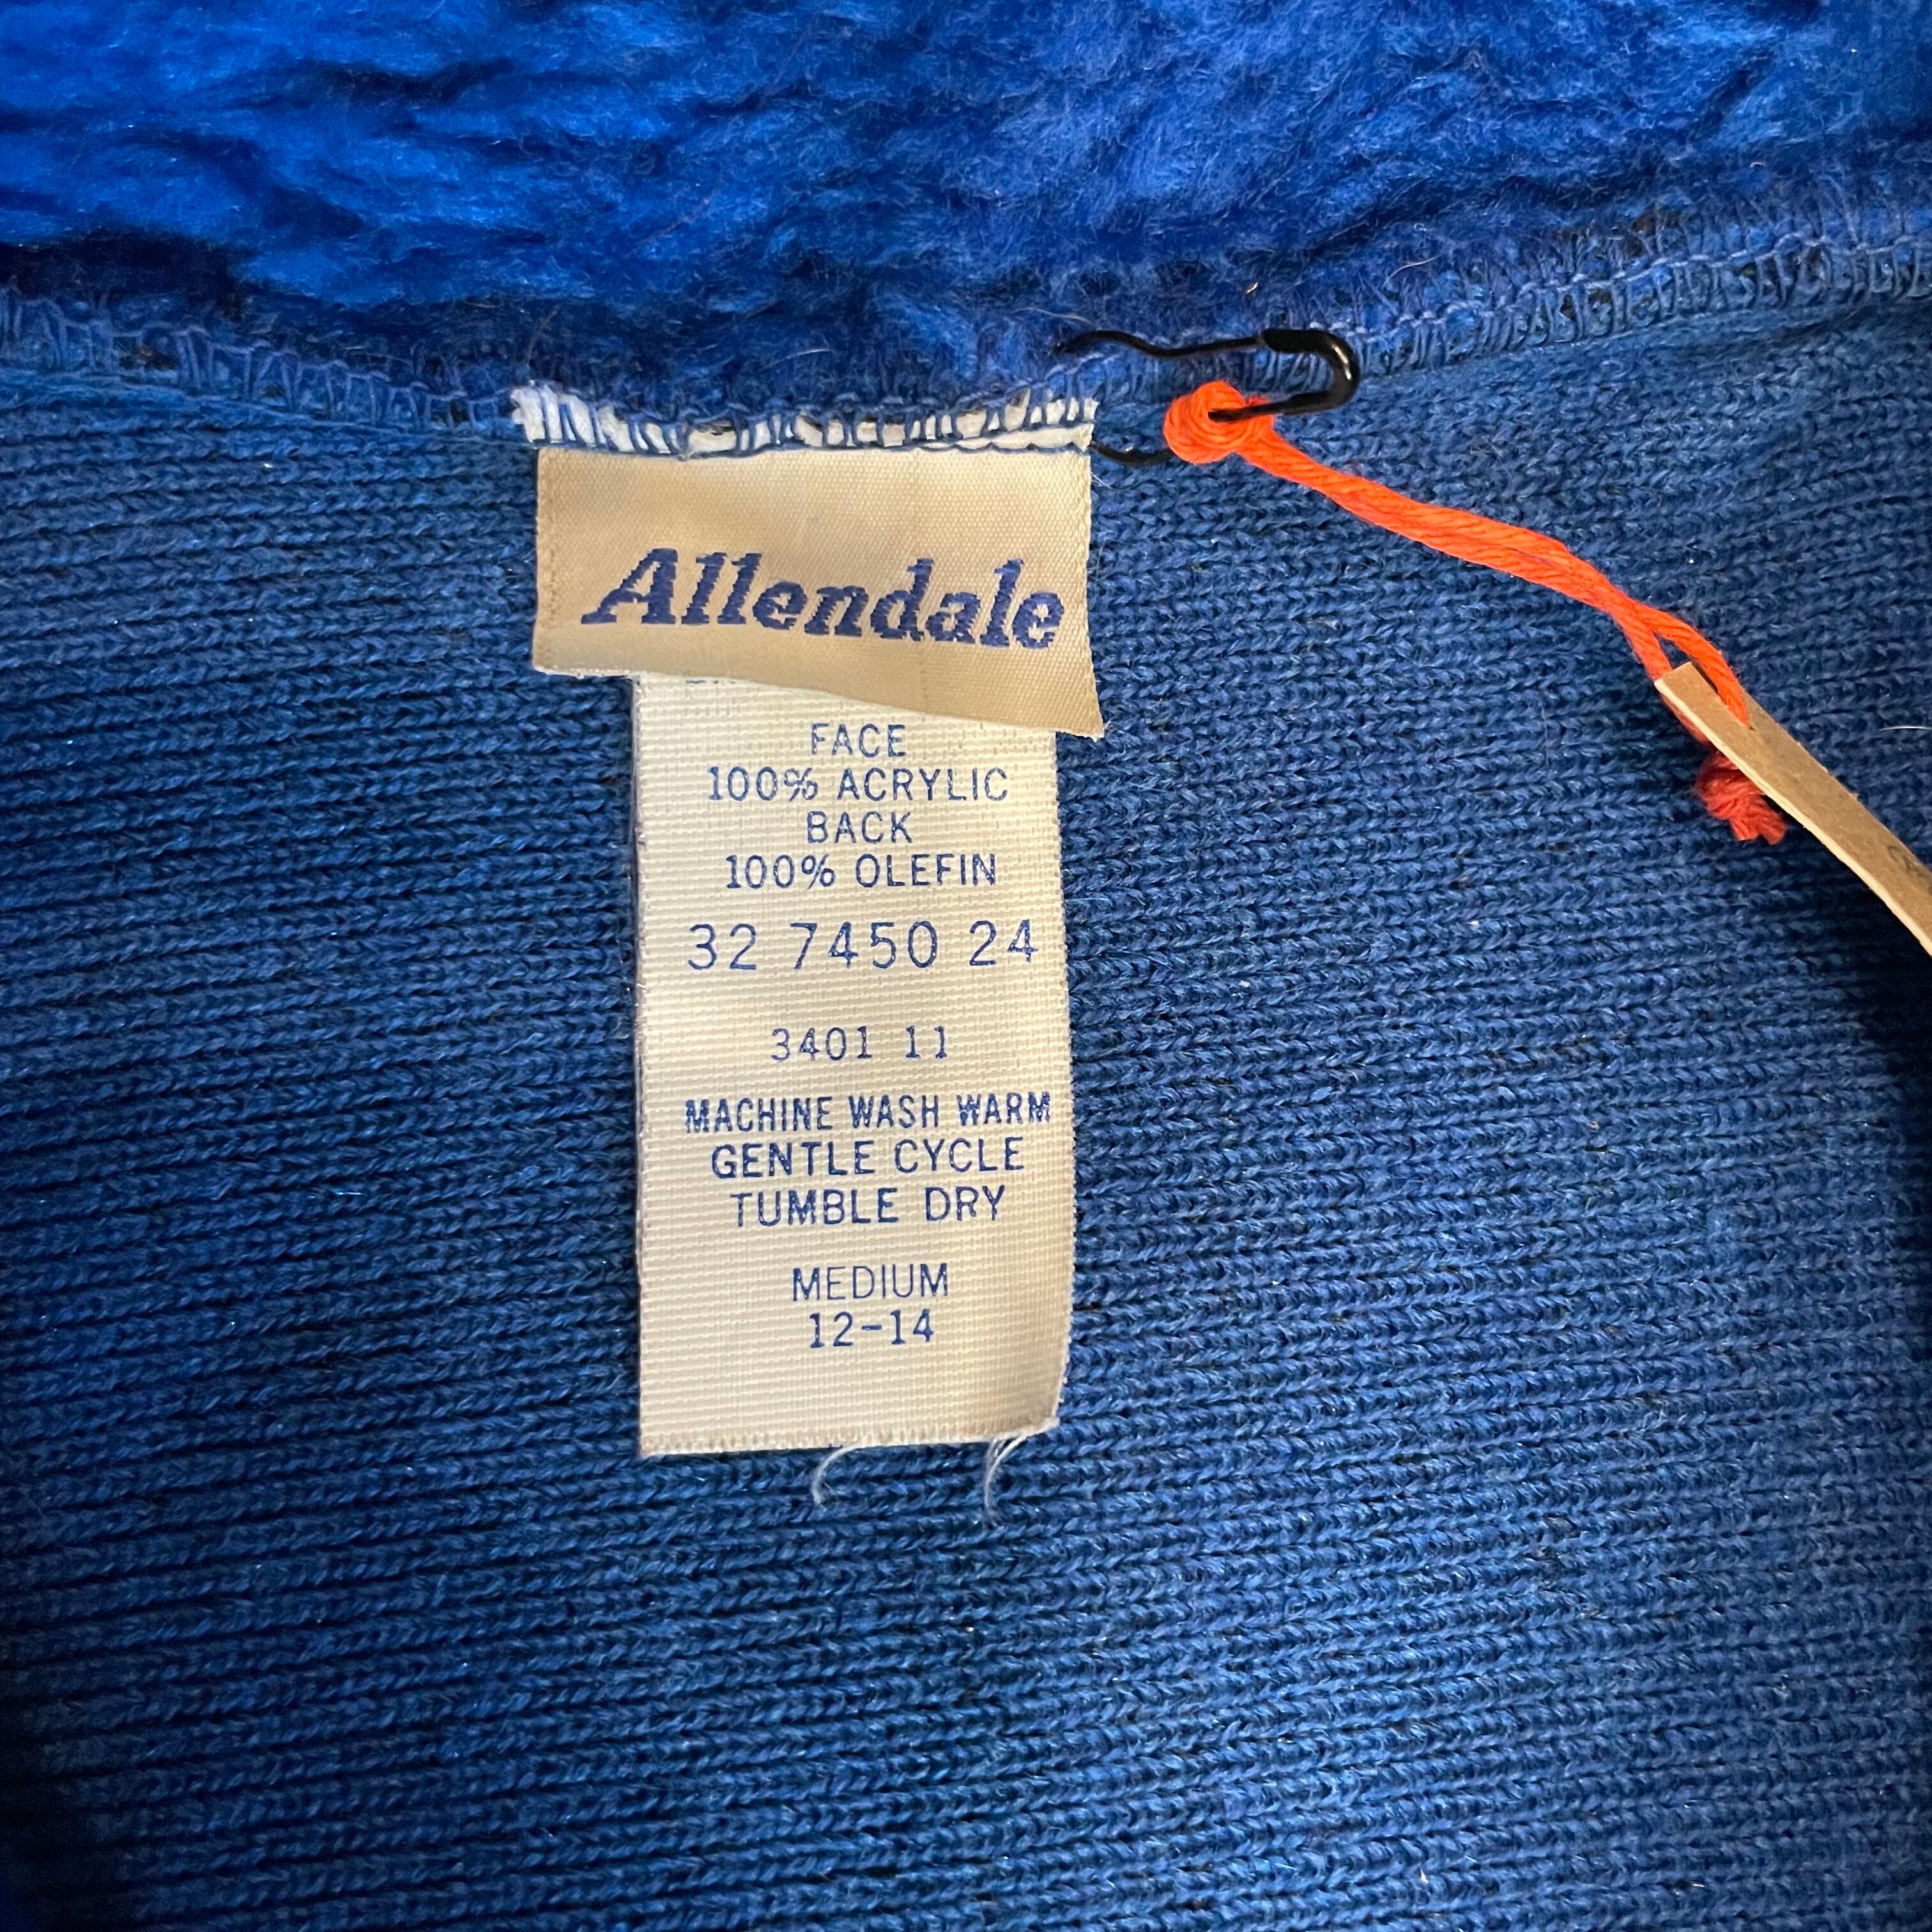 Allendale
FACE
100% ACRYLIC
BACK
100% OLEFIN
32 7450 24
3401 11
MACHINE WASH WARM
GENTLE CYCLE
TUMBLE DRY
MEDIUM
12-14